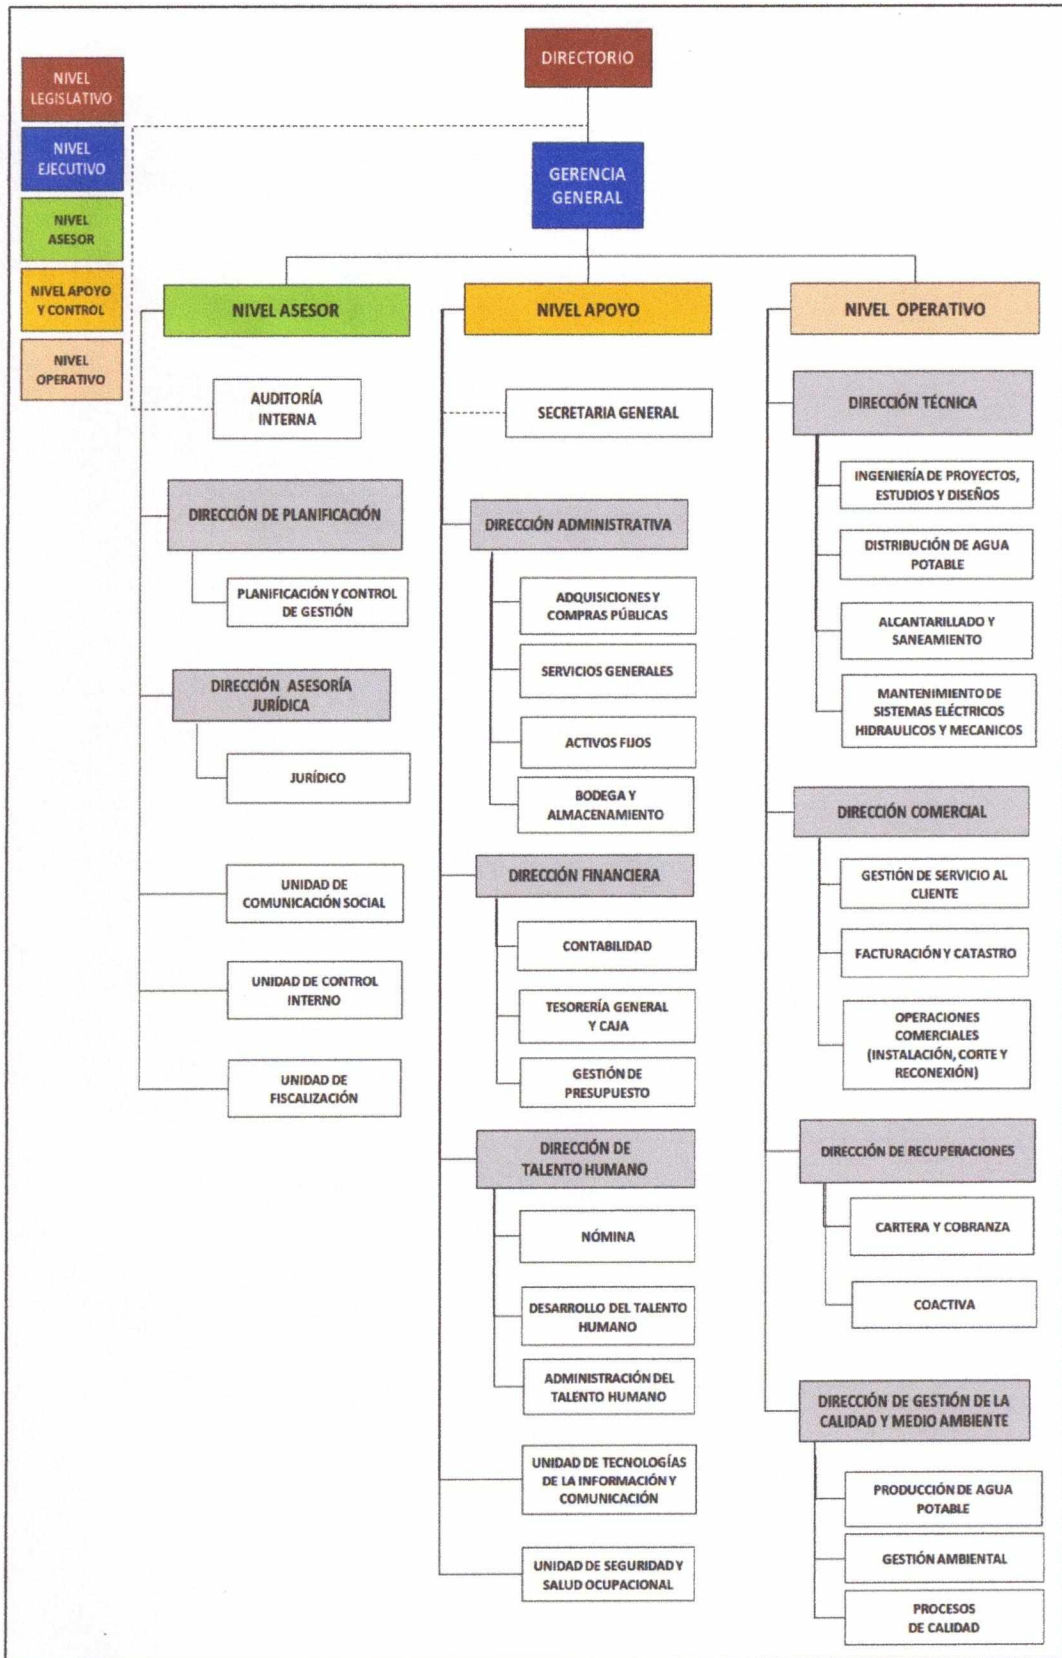 DIRECTORIO
NIVEL
LEGISLATIVO
NIVEL
EJECUTIVO
NIVEL
ASESOR
NIVEL APOYO
Y CONTROL
NIVEL
OPERATIVO
GERENCIA
GENERAL
NIVEL ASESOR
AUDITORÍA
INTERNA
DIRECCIÓN DE PLANIFICACIÓN
PLANIFICACIÓN Y CONTROL
DE GESTIÓN
DIRECCIÓN ASESORÍA
JURÍDICA
JURÍDICO
UNIDAD DE
COMUNICACIÓN SOCIAL
UNIDAD DE CONTROL
INTERNO
UNIDAD DE
FISCALIZACIÓN
NIVEL APOYO
SECRETARIA GENERAL
DIRECCIÓN ADMINISTRATIVA
ADQUISICIONES Y
COMPRAS PÚBLICAS
SERVICIOS GENERALES
ACTIVOS FIJOS
BODEGA Y
ALMACENAMIENTO
DIRECCIÓN FINANCIERA
CONTABILIDAD
TESORERÍA GENERAL
Y CAJA
GESTIÓN DE
PRESUPUESTO
DIRECCIÓN DE
TALENTO HUMANO
NÓMINA
DESARROLLO DEL TALENTO
HUMANO
ADMINISTRACIÓN DEL
TALENTO HUMANO
UNIDAD DE TECNOLOGÍAS
DE LA INFORMACIÓN Y
COMUNICACIÓN
UNIDAD DE SEGURIDAD Y
SALUD OCUPACIONAL
NIVEL OPERATIVO
DIRECCIÓN TÉCNICA
INGENIERÍA DE PROYECTOS,
ESTUDIOS Y DISEÑOS
DISTRIBUCIÓN DE AGUA
POTABLE
ALCANTARILLADO Y
SANEAMIENTO
MANTENIMIENTO DE
SISTEMAS ELÉCTRICOS
HIDRAULICOS Y MECANICOS
DIRECCIÓN COMERCIAL
GESTIÓN DE SERVICIO AL
CLIENTE
FACTURACIÓN Y CATASTRO
OPERACIONES
COMERCIALES
(INSTALACIÓN, CORTE Y
RECONEXIÓN)
DIRECCIÓN DE RECUPERACIONES
CARTERA Y COBRANZA
COACTIVA
DIRECCIÓN DE GESTIÓN DE LA
CALIDAD Y MEDIO AMBIENTE
PRODUCCIÓN DE AGUA
POTABLE
GESTIÓN AMBIENTAL
PROCESOS
DE CALIDAD